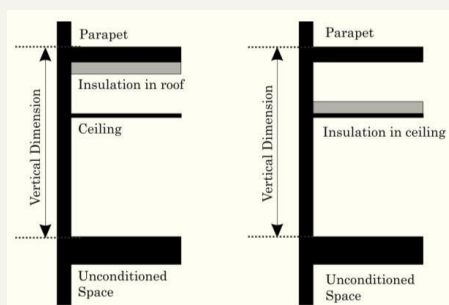 Parapet
Insulation in roof
Ceiling
Vertical Dimension
Unconditioned
Space
Parapet
Insulation in ceiling
Vertical Dimension
Unconditioned
Space